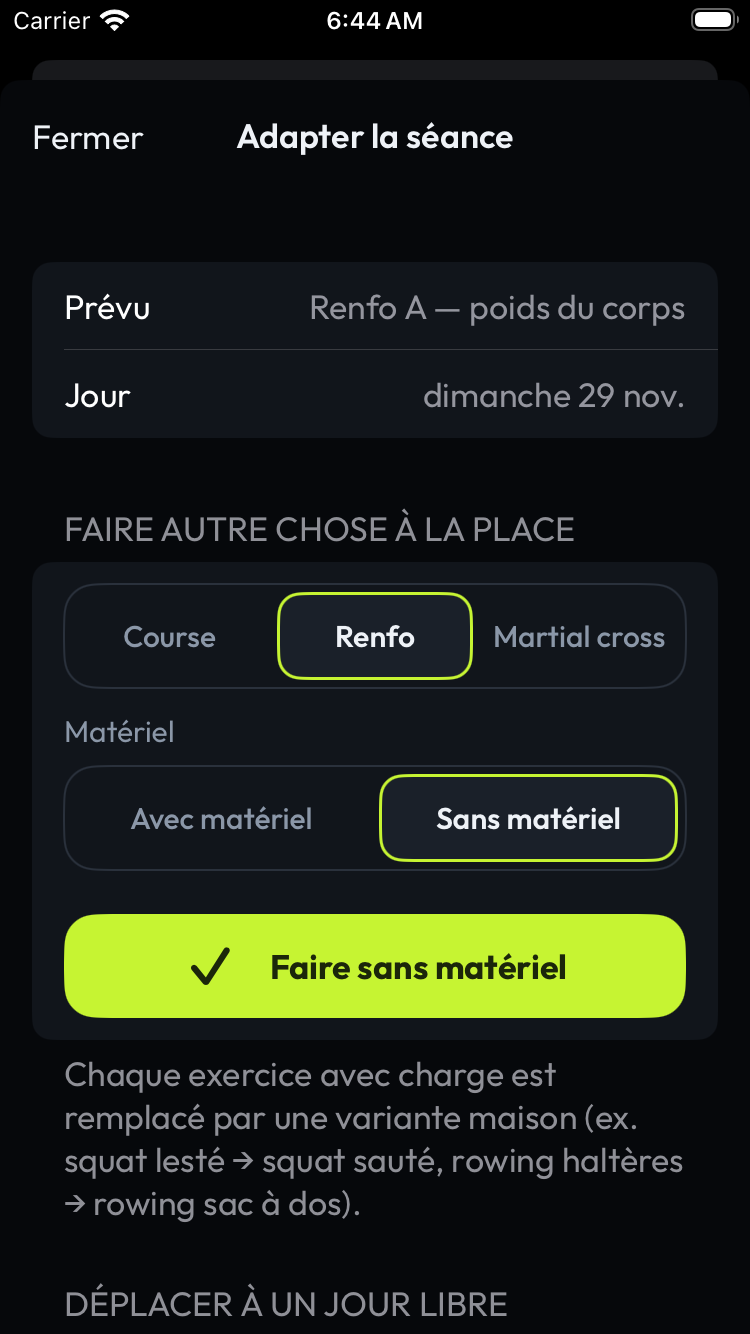 Carrier 6:44 AM
Fermer Adapter la séance
Prévu Renfo A — poids du corps
Jour dimanche 29 nov.
FAIRE AUTRE CHOSE À LA PLACE
Course Renfo Martial cross
Matériel
Avec matériel Sans matériel
Faire sans matériel
Chaque exercice avec charge est
remplacé par une variante maison (ex.
squat lesté → squat sauté, rowing haltères
→ rowing sac à dos).
DÉPLACER À UN JOUR LIBRE